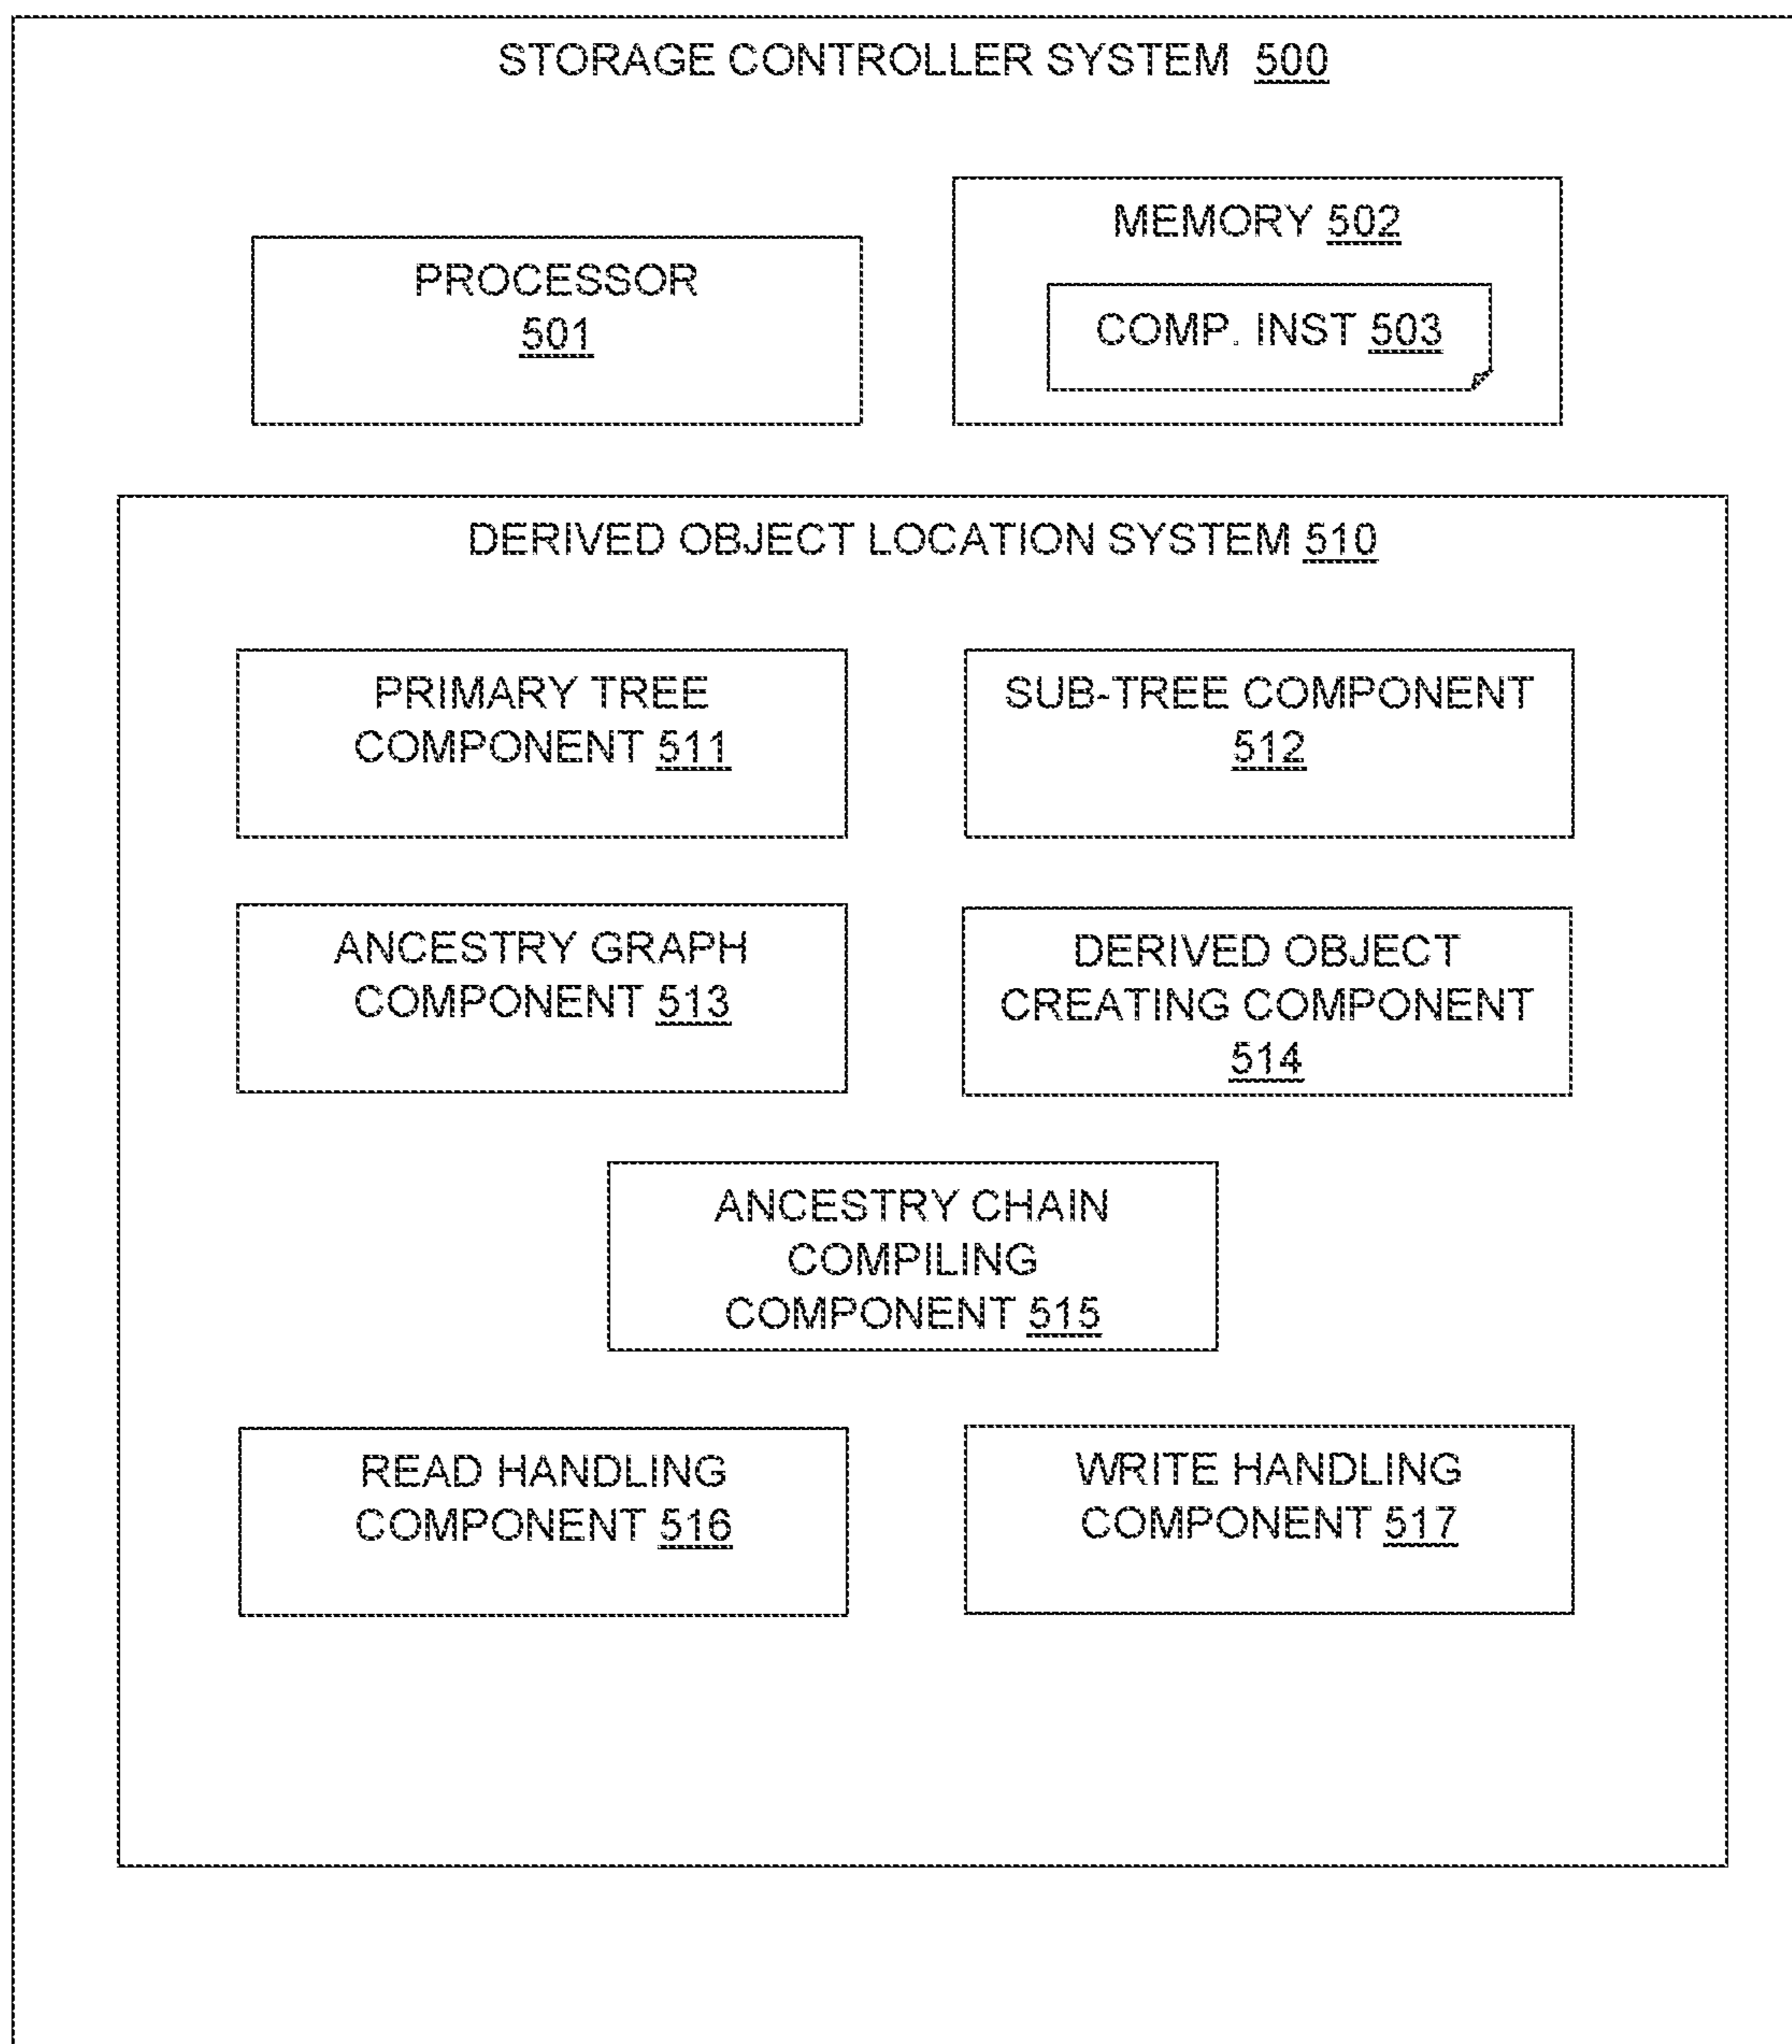 STORAGE CONTROLLER SYSTEM 500
PROCESSOR
501
MEMORY 502
COMP. INST 503
DERIVED OBJECT LOCATION SYSTEM 510
PRIMARY TREE
COMPONENT 511
SUB-TREE COMPONENT
512
ANCESTRY GRAPH
COMPONENT 513
DERIVED OBJECT
CREATING COMPONENT
514
ANCESTRY CHAIN
COMPILING
COMPONENT 515
READ HANDLING
COMPONENT 516
WRITE HANDLING
COMPONENT 517